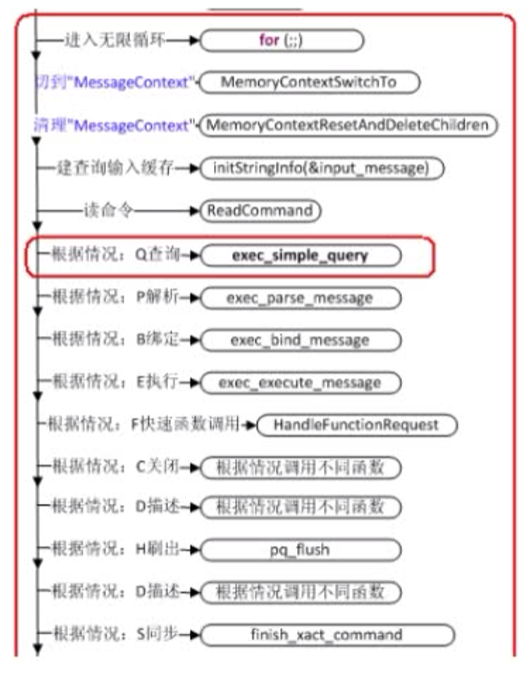 进入无限循环 for (;;)
切到"MessageContext" MemoryContextSwitchTo
清理"MessageContext" MemoryContextResetAndDeleteChildren
建查询输入缓存 initStringInfo(&input_message)
读命令 ReadCommand
根据情况：Q查询 exec_simple_query
根据情况：P解析 exec_parse_message
根据情况：B绑定 exec_bind_message
根据情况：E执行 exec_execute_message
根据情况：F快速函数调用 HandleFunctionRequest
根据情况：C关闭 根据情况调用不同函数
根据情况：D描述 根据情况调用不同函数
根据情况：H刷出 pq_flush
根据情况：D描述 根据情况调用不同函数
根据情况：S同步 finish_xact_command